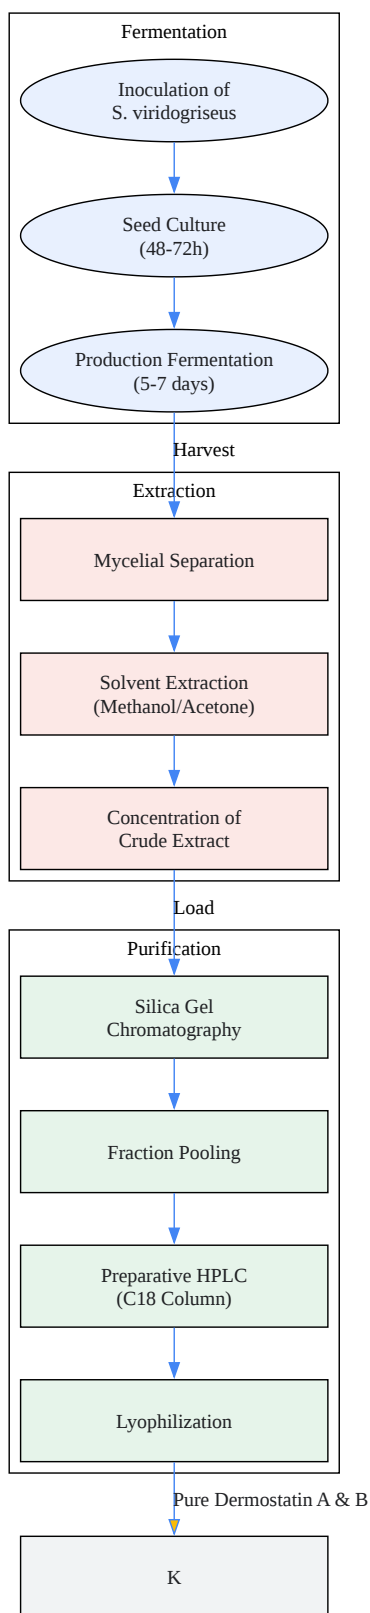 Fermentation
Inoculation of
S. viridogriseus
Seed Culture
(48-72h)
Production Fermentation
(5-7 days)
Harvest
Extraction
Mycelial Separation
Solvent Extraction
(Methanol/Acetone)
Concentration of
Crude Extract
Load
Purification
Silica Gel
Chromatography
Fraction Pooling
Preparative HPLC
(C18 Column)
Lyophilization
Pure Dermostatin A & B
K